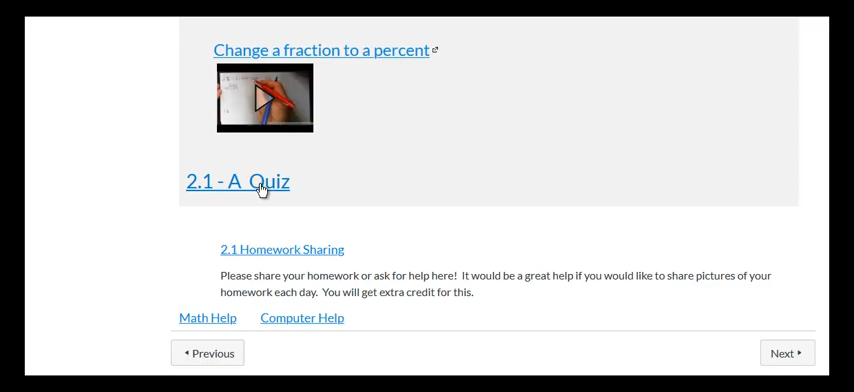 Change a fraction to a percent
2.1 - A Quiz
2.1 Homework Sharing
Please share your homework or ask for help here! It would be a great help if you would like to share pictures of your
homework each day. You will get extra credit for this.
Math Help Computer Help
Previous Next